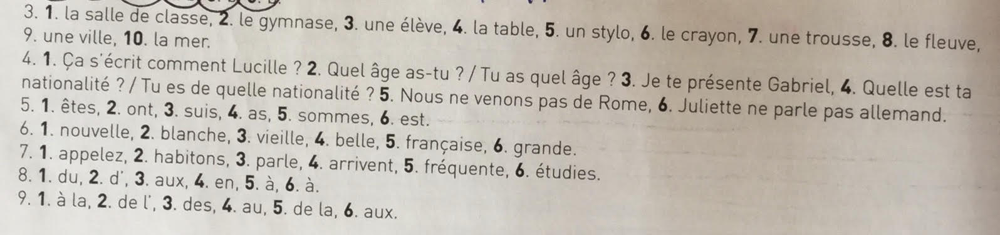 3. 1. la salle de classe, 2. le gymnase, 3. une élève, 4. la table, 5. un stylo, 6. le crayon, 7. une trousse, 8. le fleuve,
9. une ville, 10. la mer.
4. 1. Ça s'écrit comment Lucille ? 2. Quel âge as-tu ? / Tu as quel âge ? 3. Je te présente Gabriel, 4. Quelle est ta
nationalité ? / Tu es de quelle nationalité ? 5. Nous ne venons pas de Rome, 6. Juliette ne parle pas allemand.
5. 1. êtes, 2. ont, 3. suis, 4. as, 5. sommes, 6. est.
6. 1. nouvelle, 2. blanche, 3. vieille, 4. belle, 5. française, 6. grande.
7. 1. appelez, 2. habitons, 3. parle, 4. arrivent, 5. fréquente, 6. étudies.
8. 1. du, 2. d', 3. aux, 4. en, 5. à, 6. à.
9. 1. à la, 2. de l', 3. des, 4. au, 5. de la, 6. aux.